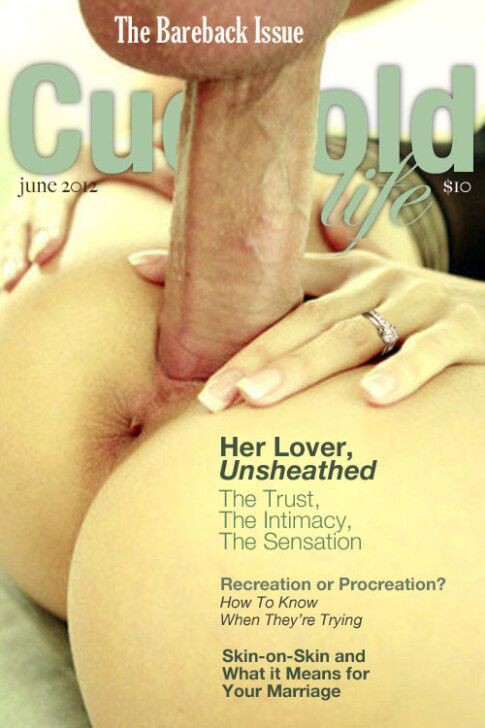 The Bareback Issue
Cuckold
life
june 2012
$10
Her Lover,
Unsheathed
The Trust,
The Intimacy,
The Sensation
Recreation or Procreation?
How To Know
When They're Trying
Skin-on-Skin and
What it Means for
Your Marriage